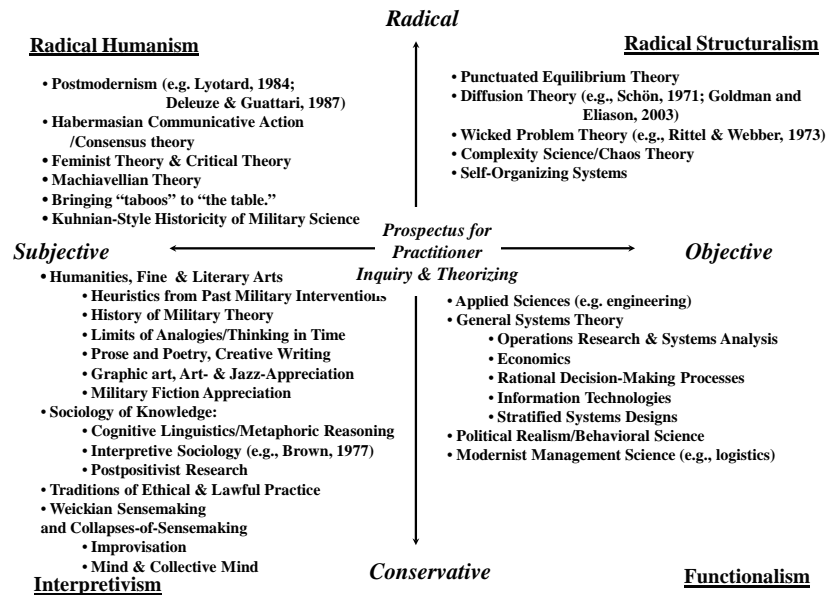 Radical
Radical Humanism
• Postmodernism (e.g. Lyotard, 1984;
Deleuze & Guattari, 1987)
• Habermasian Communicative Action
/Consensus theory
• Feminist Theory & Critical Theory
• Machiavellian Theory
• Bringing “taboos” to “the table.”
• Kuhnian-Style Historicity of Military Science
Radical Structuralism
• Punctuated Equilibrium Theory
• Diffusion Theory (e.g., Schön, 1971; Goldman and
Eliason, 2003)
• Wicked Problem Theory (e.g., Rittel & Webber, 1973)
• Complexity Science/Chaos Theory
• Self-Organizing Systems
Subjective
Prospectus for
Practitioner
Inquiry & Theorizing
Objective
• Humanities, Fine & Literary Arts
• Heuristics from Past Military Interventions
• History of Military Theory
• Limits of Analogies/Thinking in Time
• Prose and Poetry, Creative Writing
• Graphic art, Art- & Jazz-Appreciation
• Military Fiction Appreciation
• Sociology of Knowledge:
• Cognitive Linguistics/Metaphoric Reasoning
• Interpretive Sociology (e.g., Brown, 1977)
• Postpositivist Research
• Traditions of Ethical & Lawful Practice
• Weickian Sensemaking
and Collapses-of-Sensemaking
• Improvisation
• Mind & Collective Mind
Interpretivism
• Applied Sciences (e.g. engineering)
• General Systems Theory
• Operations Research & Systems Analysis
• Economics
• Rational Decision-Making Processes
• Information Technologies
• Stratified Systems Designs
• Political Realism/Behavioral Science
• Modernist Management Science (e.g., logistics)
Conservative
Functionalism